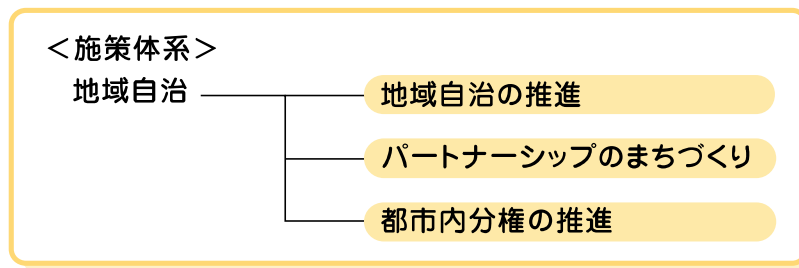 ＜施策体系＞
地域自治
地域自治の推進
パートナーシップのまちづくり
都市内分権の推進